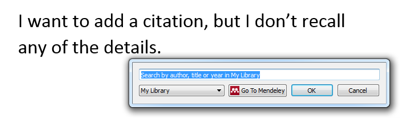 I want to add a citation, but I don’t recall
any of the details.
Search by author, title or year in My Library
My Library Go To Mendeley OK Cancel